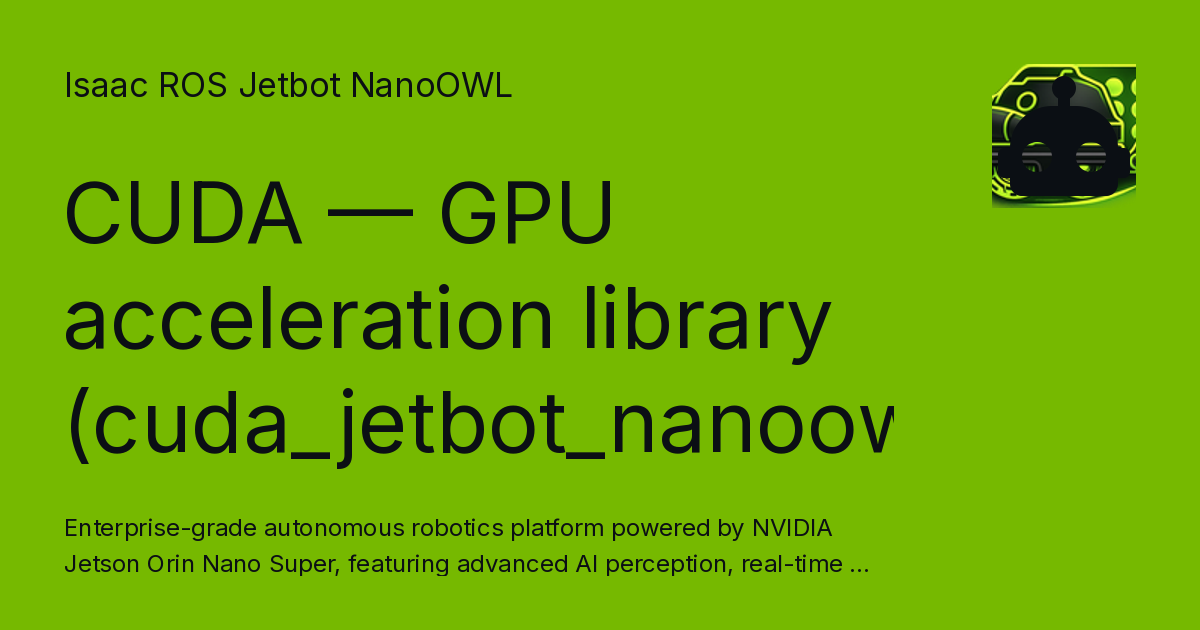 Isaac ROS Jetbot NanoOWL
CUDA — GPU
acceleration library
(cuda_jetbot_nanoow
Enterprise-grade autonomous robotics platform powered by NVIDIA
Jetson Orin Nano Super, featuring advanced AI perception, real-time ...